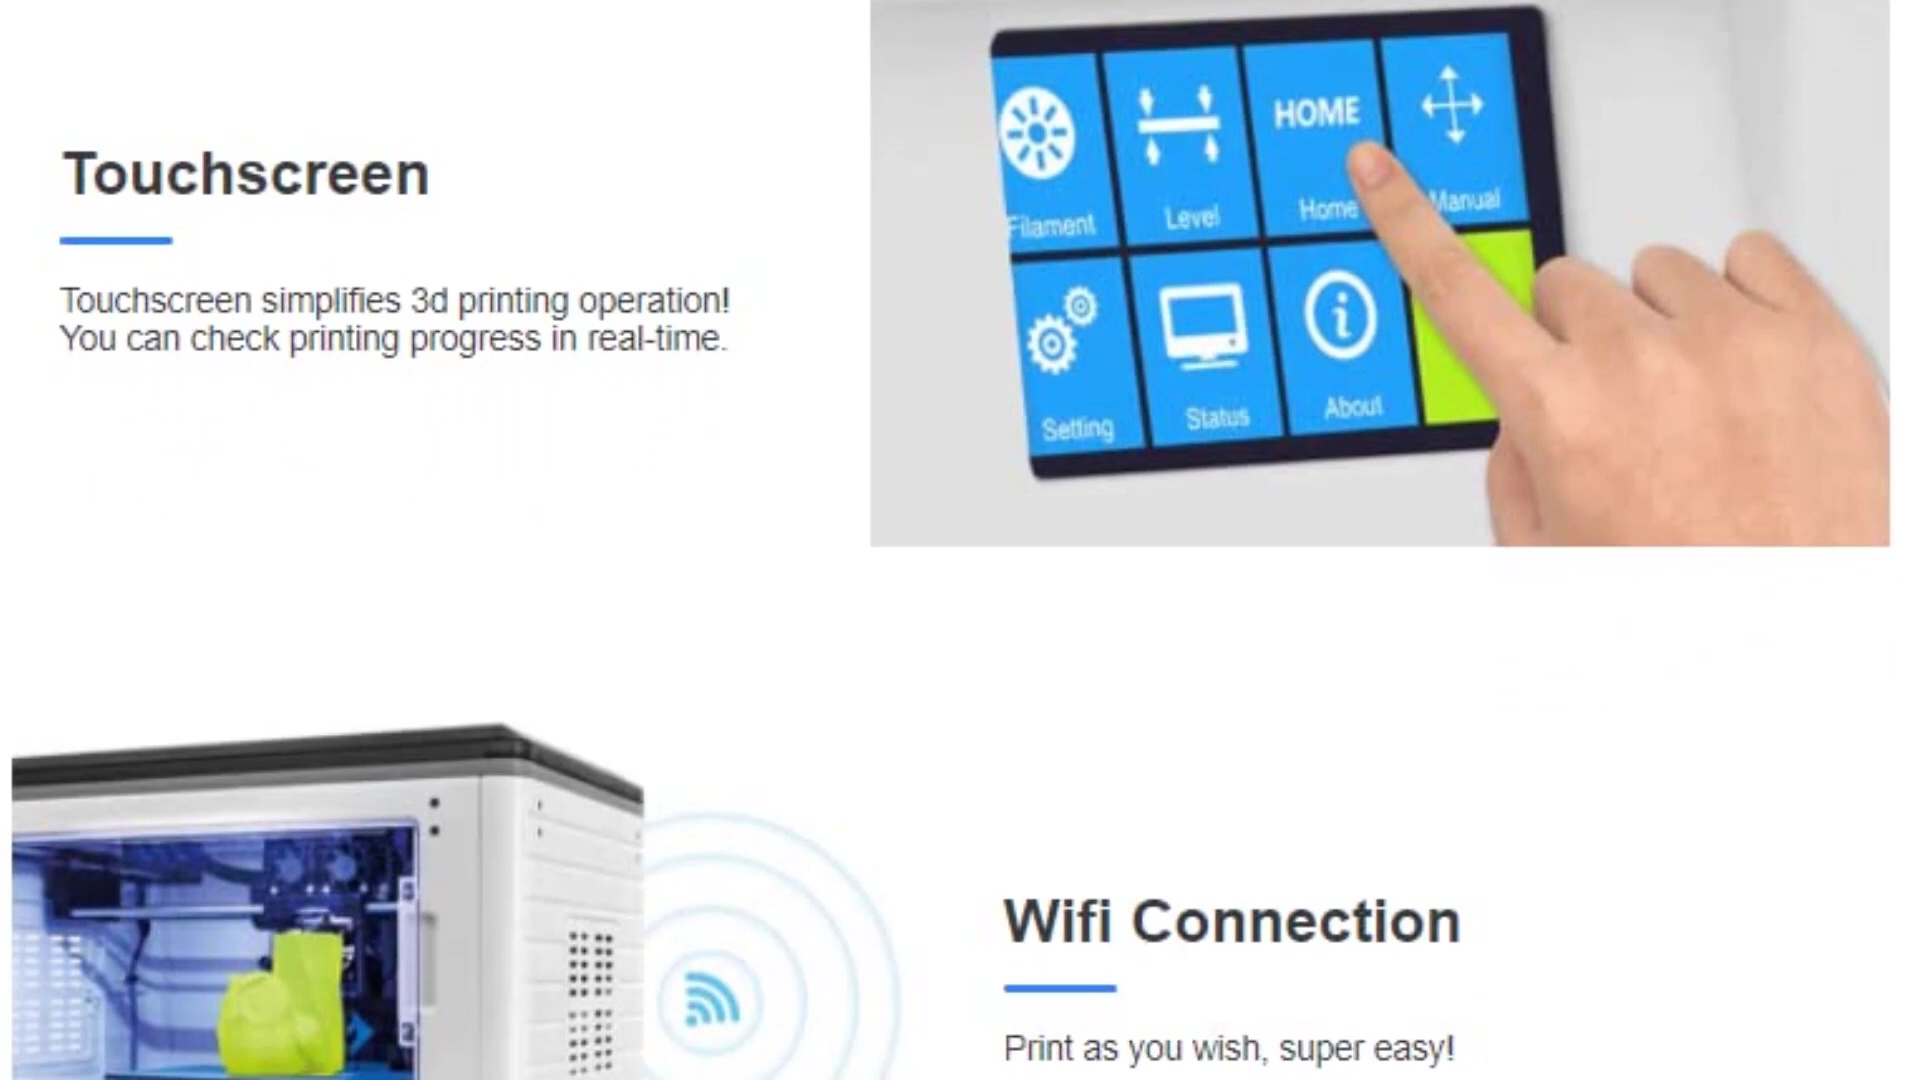 Touchscreen
Touchscreen simplifies 3d printing operation!
You can check printing progress in real-time.
HOME
Filament
Level
Home
Manual
Setting
Status
About
Wifi Connection
Print as you wish, super easy!